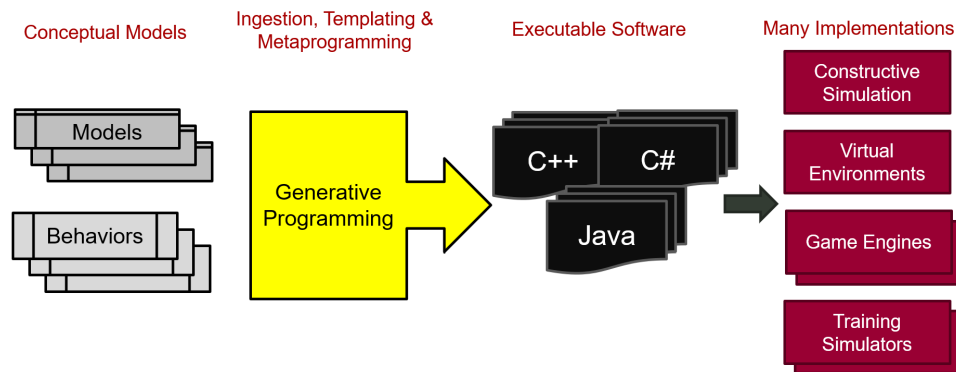 Conceptual Models
Ingestion, Templating &
Metaprogramming
Executable Software
Many Implementations
Models
Behaviors
Generative
Programming
C++
C#
Java
Constructive
Simulation
Virtual
Environments
Game Engines
Training
Simulators